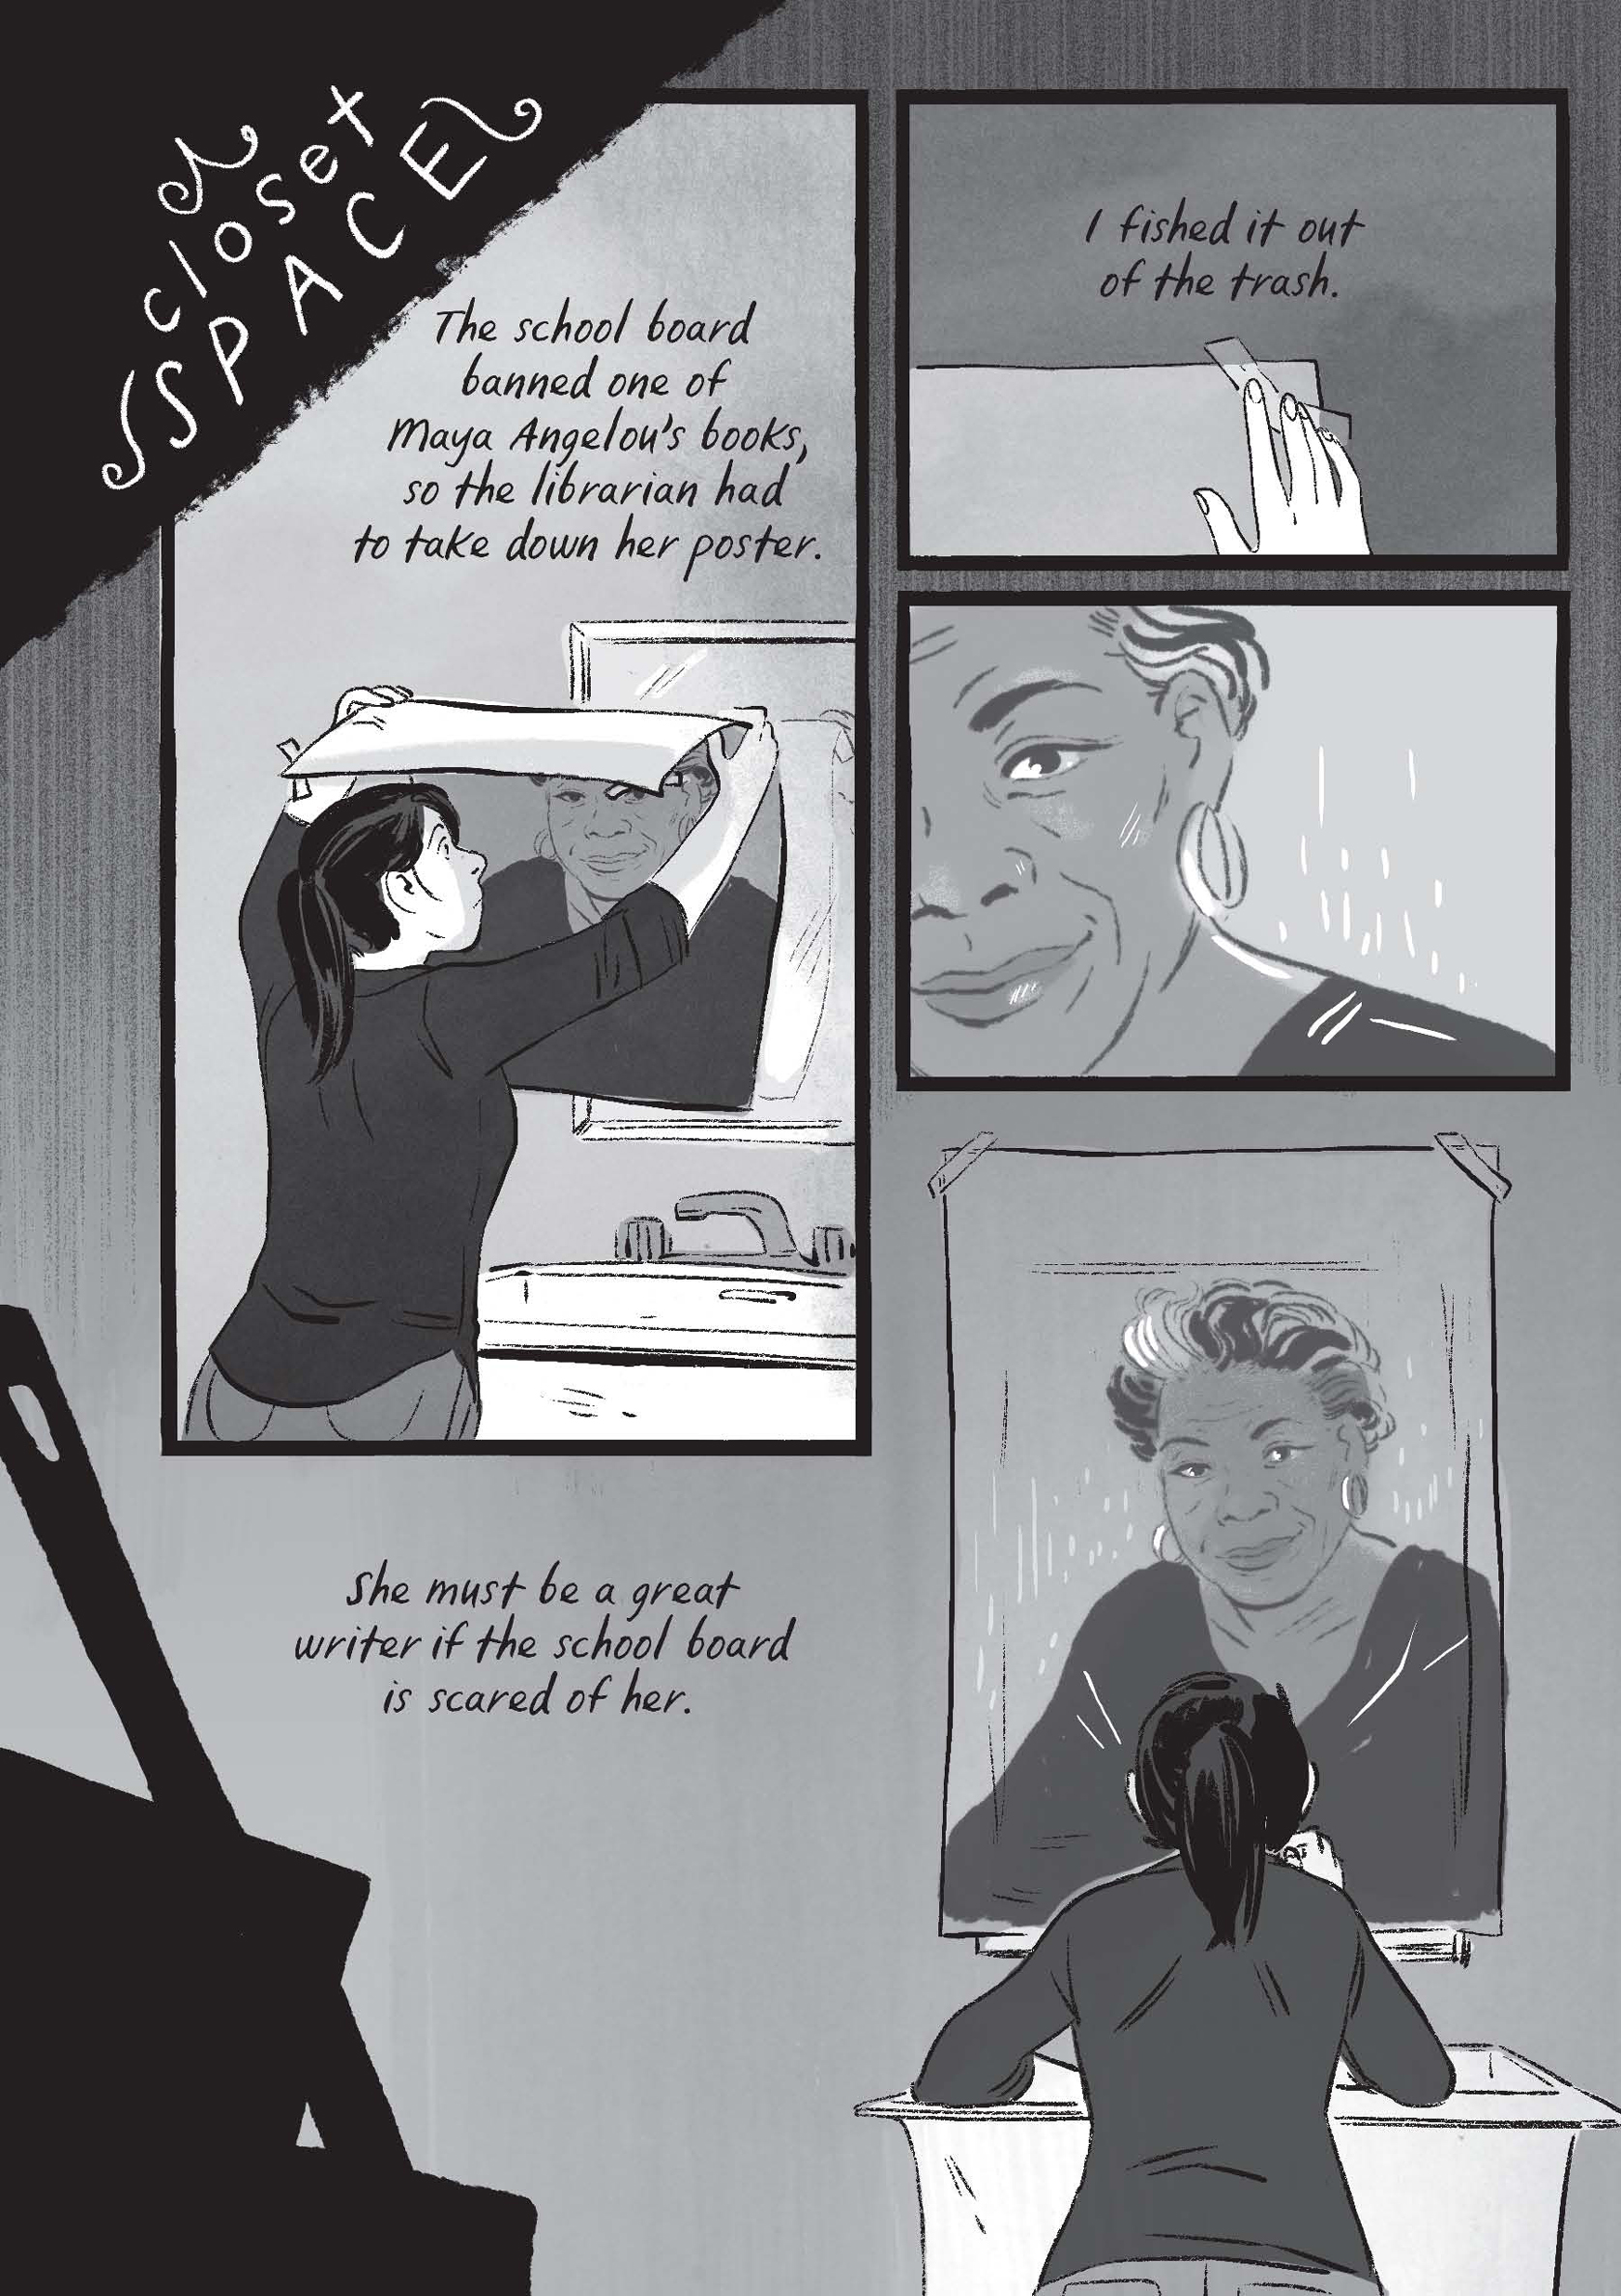 closet
SPACE
The school board
banned one of
Maya Angelou's books,
so the librarian had
to take down her poster.
I fished it out
of the trash.
She must be a great
writer if the school board
is scared of her.